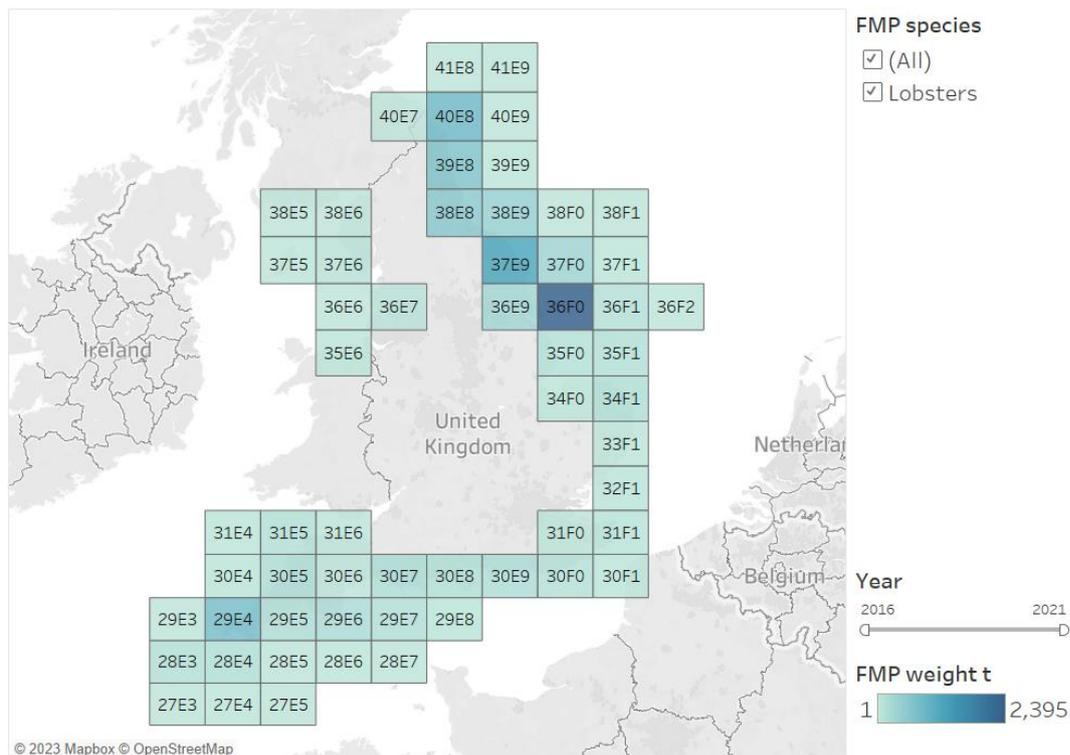 FMP species
(All)
Lobsters
41E8 41E9
40E7 40E8 40E9
39E8 39E9
38E5 38E6 38E8 38E9 38F0 38F1
37E5 37E6 37E9 37F0 37F1
36E6 36E7 36E9 36F0 36F1 36F2
Ireland
35E6 35F0 35F1
34F0 34F1
United
Kingdom
Netherla
33F1
32F1
31E4 31E5 31E6 31F0 31F1
30E4 30E5 30E6 30E7 30E8 30E9 30F0 30F1
Belgium
29E3 29E4 29E5 29E6 29E7 29E8
28E3 28E4 28E5 28E6 28E7
27E3 27E4 27E5
Year
2016 2021
FMP weight t
1 2,395
© 2023 Mapbox © OpenStreetMap